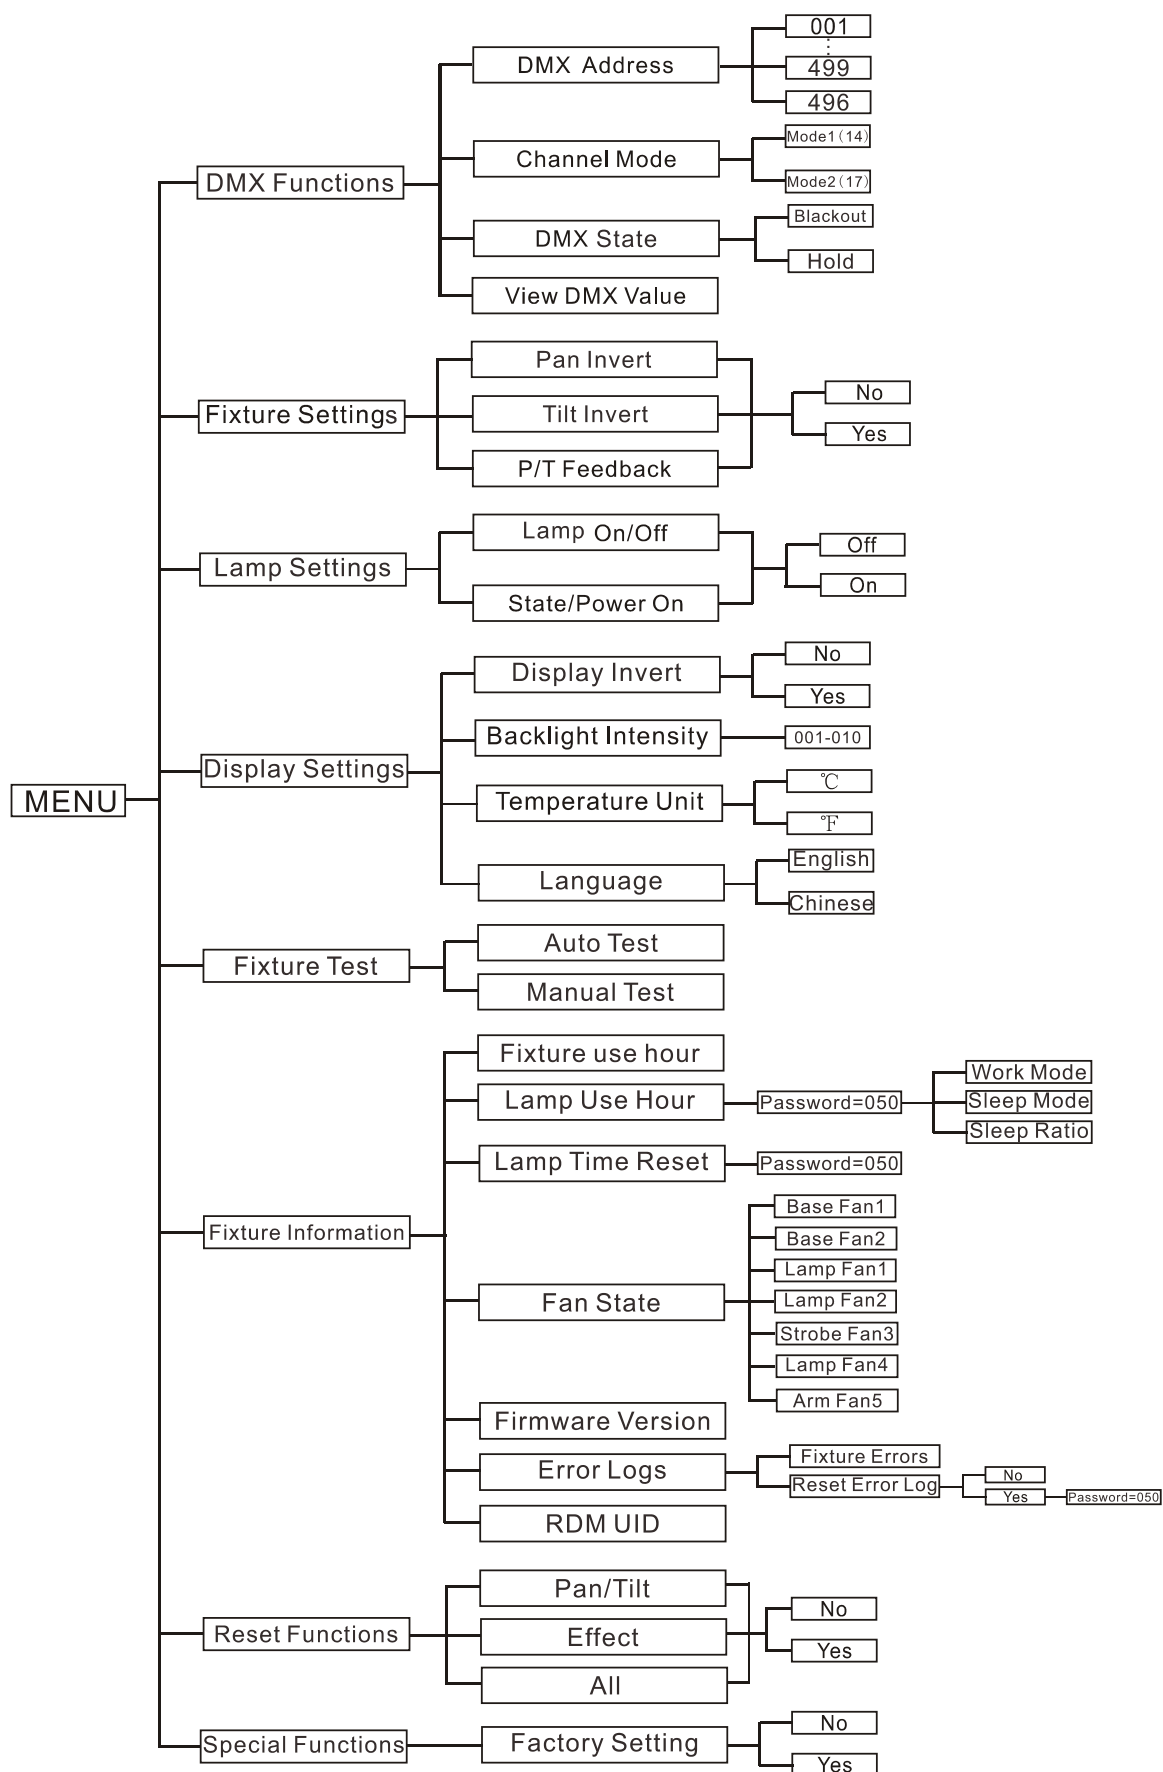 MENU
DMX Functions
DMX Address
001
499
496
Channel Mode
Mode1(14)
Mode2(17)
DMX State
Blackout
Hold
View DMX Value
Fixture Settings
Pan Invert
Tilt Invert
P/T Feedback
No
Yes
Lamp Settings
Lamp On/Off
State/Power On
Off
On
Display Settings
Display Invert
No
Yes
Backlight Intensity
001-010
Temperature Unit
℃
℉
Language
English
Chinese
Fixture Test
Auto Test
Manual Test
Fixture Information
Fixture use hour
Lamp Use Hour
Password=050
Work Mode
Sleep Mode
Sleep Ratio
Lamp Time Reset
Password=050
Fan State
Base Fan1
Base Fan2
Lamp Fan1
Lamp Fan2
Strobe Fan3
Lamp Fan4
Arm Fan5
Firmware Version
Error Logs
Fixture Errors
Reset Error Log
No
Yes
Password=050
RDM UID
Reset Functions
Pan/Tilt
Effect
All
No
Yes
Special Functions
Factory Setting
No
Yes